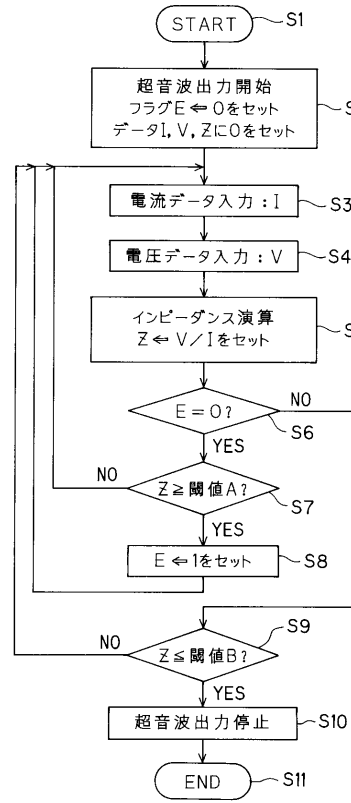 START
S1
超音波出力開始
フラグE⇐0をセット
データI,V,Zに0をセット
S
電流データ入力：I
S3
電圧データ入力：V
S4
インピーダンス演算
Z⇐V/Iをセット
S
E=0?
NO
S6
YES
NO
Z≧閾値A?
S7
YES
E⇐1をセット
S8
S9
NO
Z≦閾値B?
YES
超音波出力停止
S10
END
S11